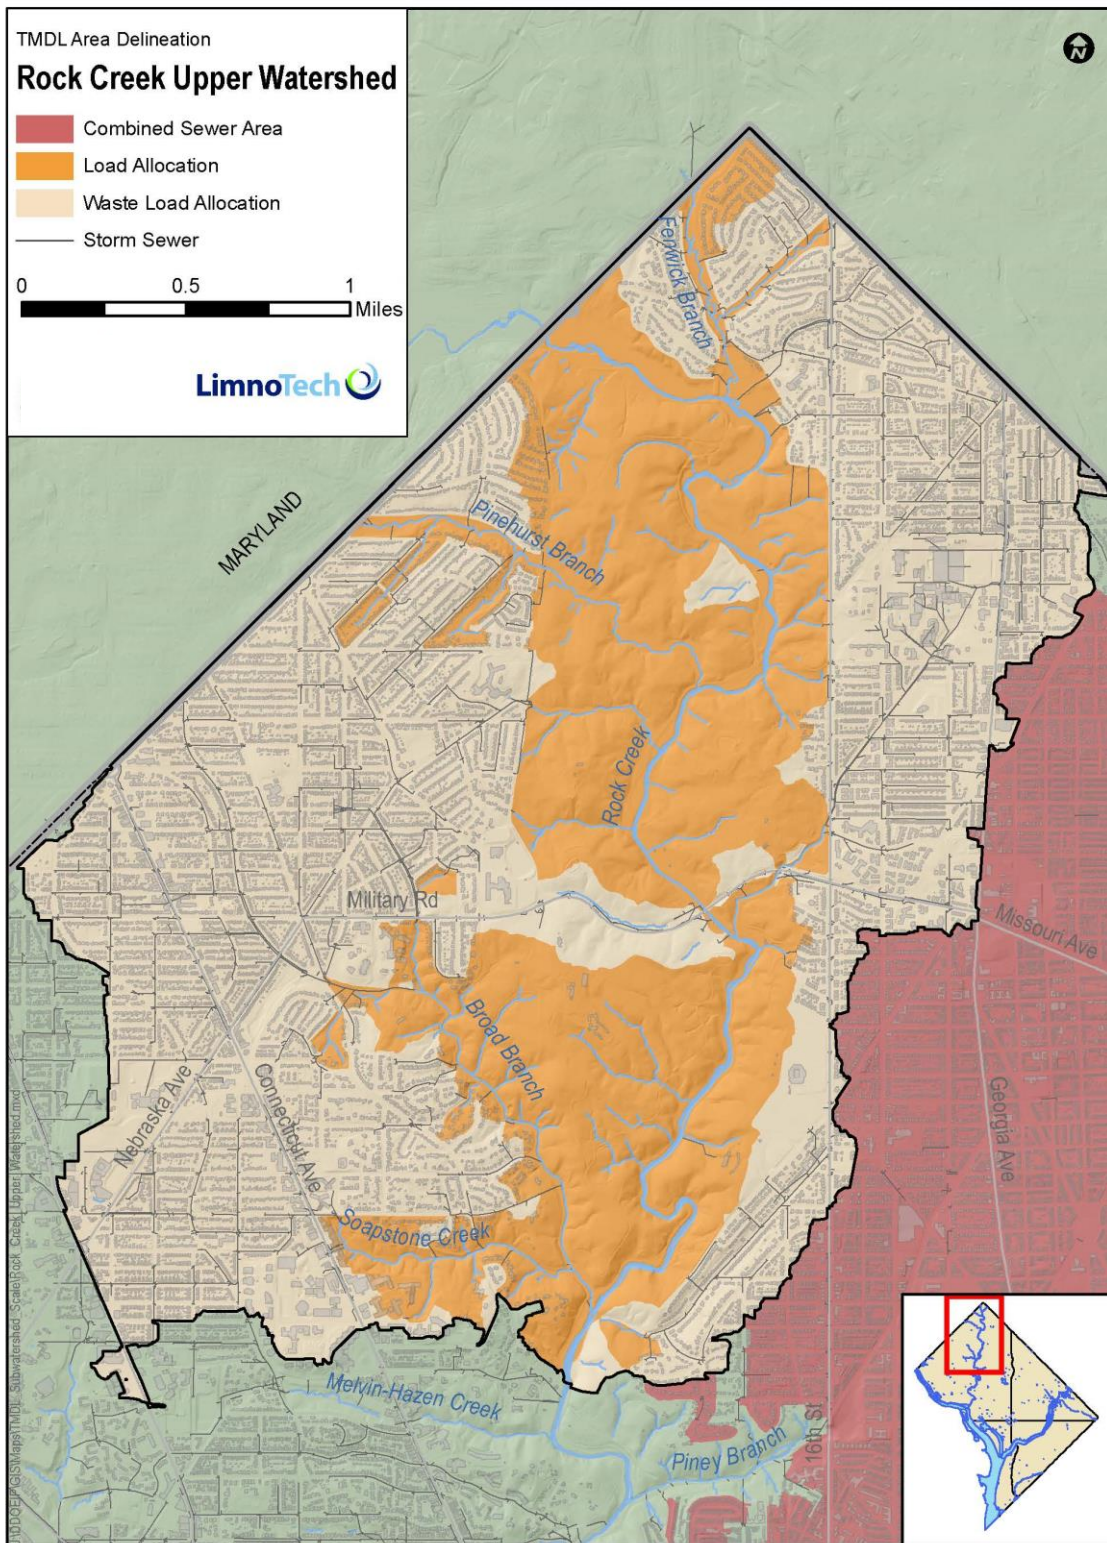 TMDL Area Delineation
Rock Creek Upper Watershed
Combined Sewer Area
Load Allocation
Waste Load Allocation
Storm Sewer
0 0.5 1
Miles
LimnoTech
N
MARYLAND
Fenwick Branch
Pinehurst Branch
Rock Creek
Military Rd
Missouri Ave
Broad Branch
Nebraska Ave
Connecticut Ave
Georgia Ave
Soapstone Creek
Melvin-Hazen Creek
Piney Branch
16th St